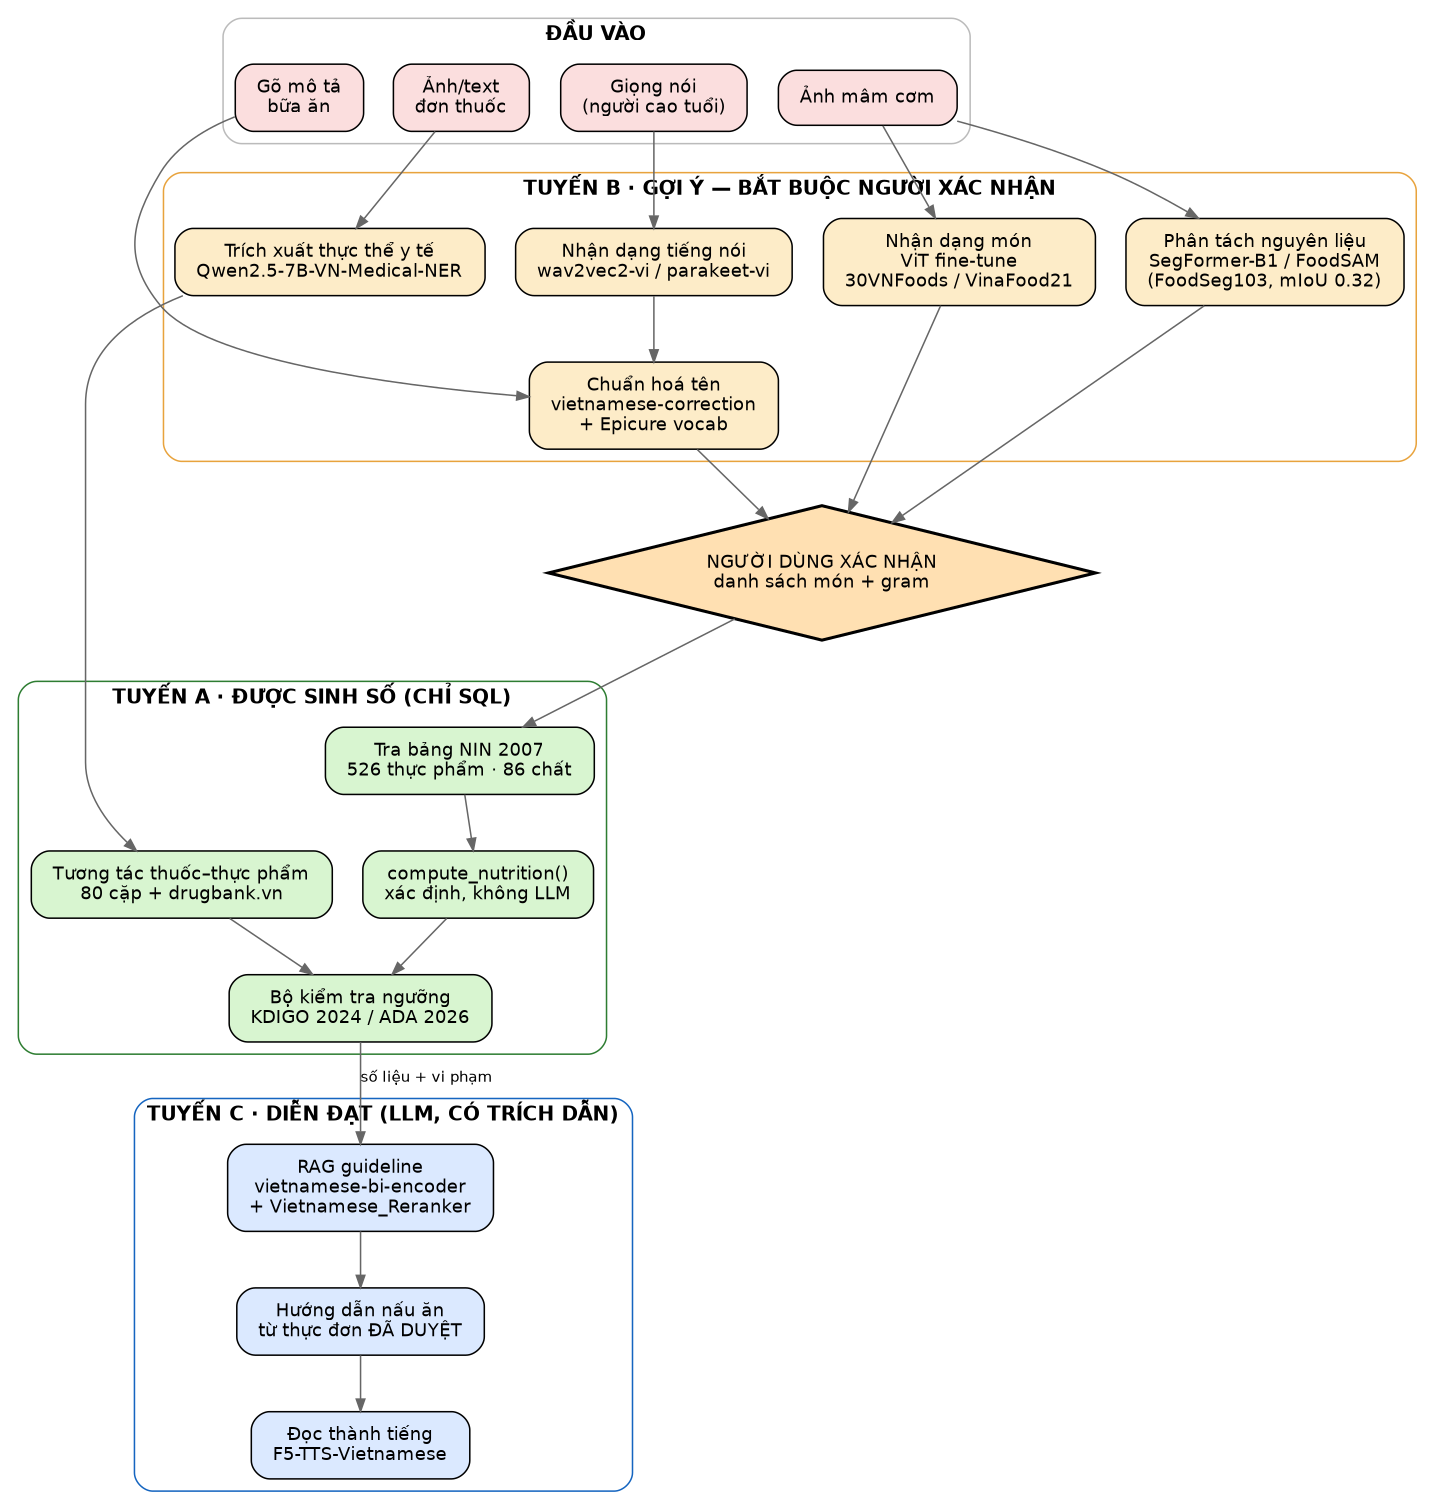 ĐẦU VÀO
Gõ mô tả
bữa ăn
Ảnh/text
đơn thuốc
Giọng nói
(người cao tuổi)
Ảnh mâm cơm
TUYẾN B · GỢI Ý — BẮT BUỘC NGƯỜI XÁC NHẬN
Trích xuất thực thể y tế
Qwen2.5-7B-VN-Medical-NER
Nhận dạng tiếng nói
wav2vec2-vi / parakeet-vi
Nhận dạng món
ViT fine-tune
30VNFoods / VinaFood21
Phân tách nguyên liệu
SegFormer-B1 / FoodSAM
(FoodSeg103, mIoU 0.32)
Chuẩn hoá tên
vietnamese-correction
+ Epicure vocab
NGƯỜI DÙNG XÁC NHẬN
danh sách món + gram
TUYẾN A · ĐƯỢC SINH SỐ (CHỈ SQL)
Tra bảng NIN 2007
526 thực phẩm · 86 chất
Tương tác thuốc–thực phẩm
80 cặp + drugbank.vn
compute_nutrition()
xác định, không LLM
Bộ kiểm tra ngưỡng
KDIGO 2024 / ADA 2026
số liệu + vi phạm
TUYẾN C · DIỄN ĐẠT (LLM, CÓ TRÍCH DẪN)
RAG guideline
vietnamese-bi-encoder
+ Vietnamese_Reranker
Hướng dẫn nấu ăn
từ thực đơn ĐÃ DUYỆT
Đọc thành tiếng
F5-TTS-Vietnamese